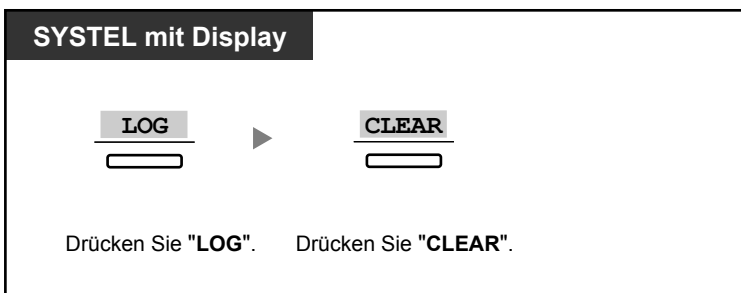 SYSTEL mit Display
LOG CLEAR
Drücken Sie "LOG". Drücken Sie "CLEAR".